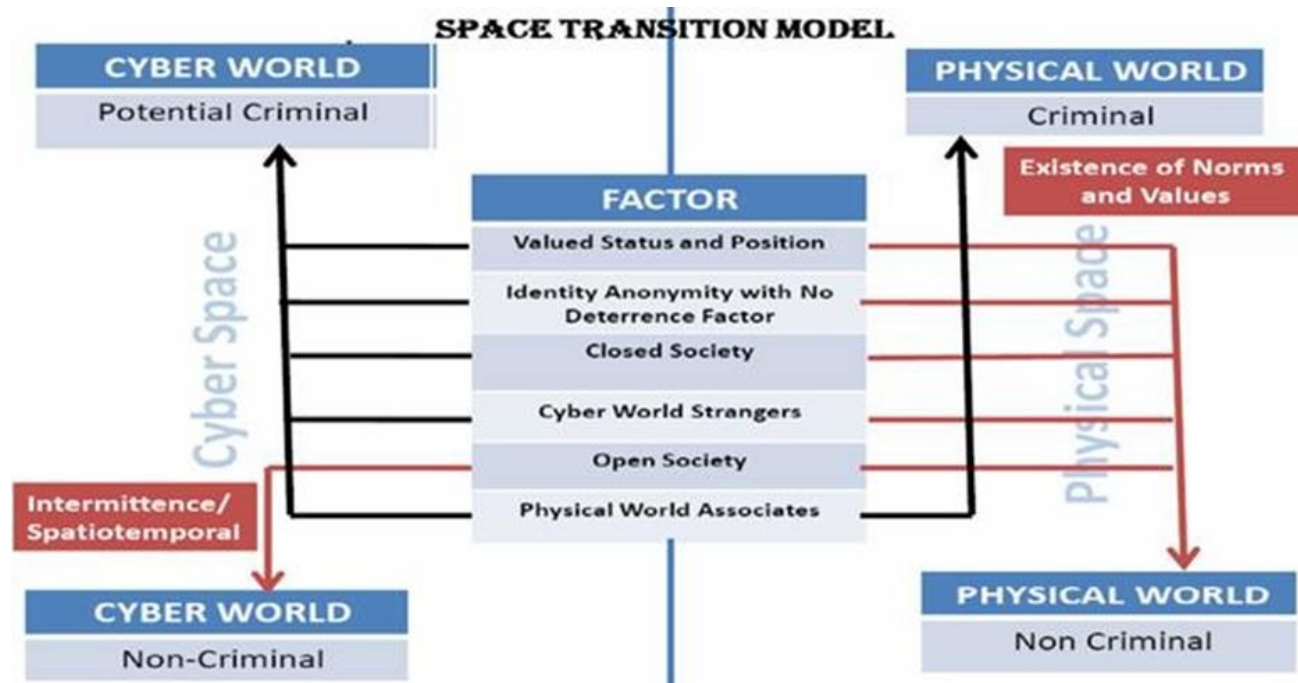 SPACE TRANSITION MODEL
CYBER WORLD
Potential Criminal
PHYSICAL WORLD
Criminal
Existence of Norms
and Values
FACTOR
Valued Status and Position
Identity Anonymity with No
Deterrence Factor
Closed Society
Cyber World Strangers
Open Society
Physical World Associates
Cyber Space
Physical Space
Intermittence/
Spatiotemporal
CYBER WORLD
Non-Criminal
PHYSICAL WORLD
Non Criminal